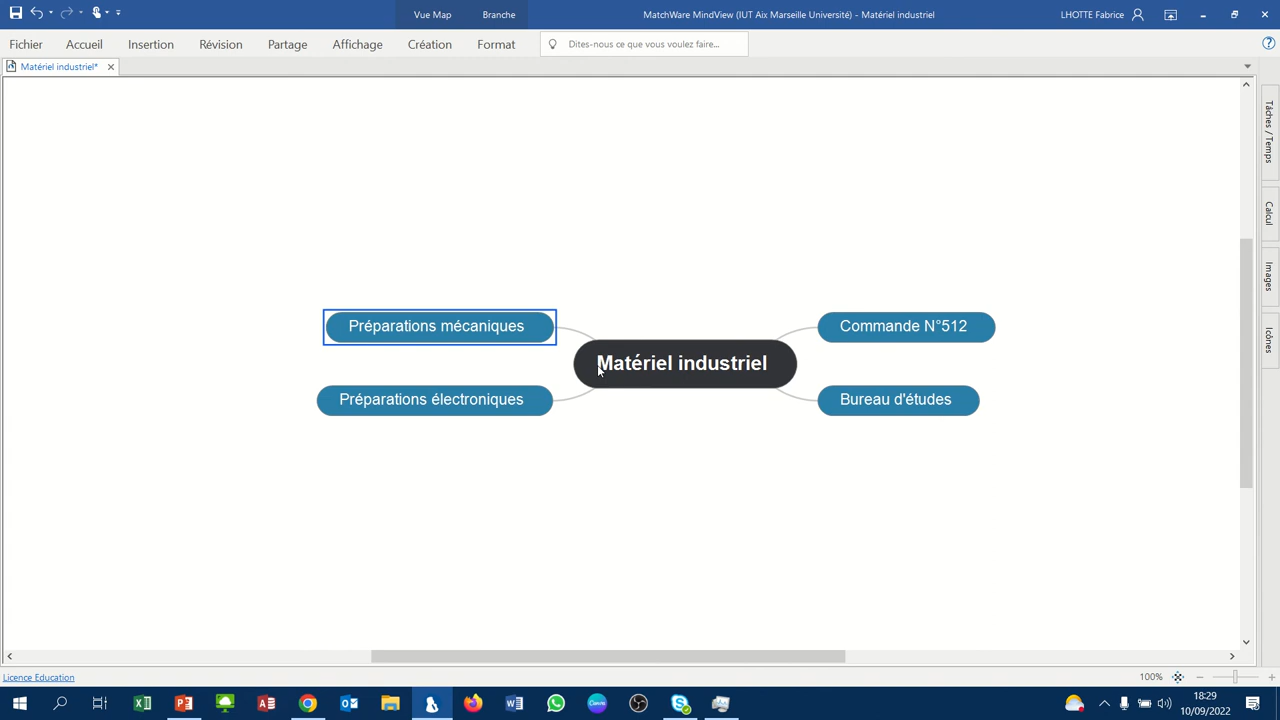 Vue Map Branche MatchWare MindView (IUT Aix Marseille Université) - Matériel industriel LHOTTE Fabrice
Fichier Accueil Insertion Révision Partage Affichage Création Format Dites-nous ce que vous voulez faire...
Matériel industriel*
Tâches / Temps
Calcul
Images
Icônes
Préparations mécaniques
Commande N°512
Matériel industriel
Préparations électroniques
Bureau d'études
Licence Education
100%
18:29
10/09/2022